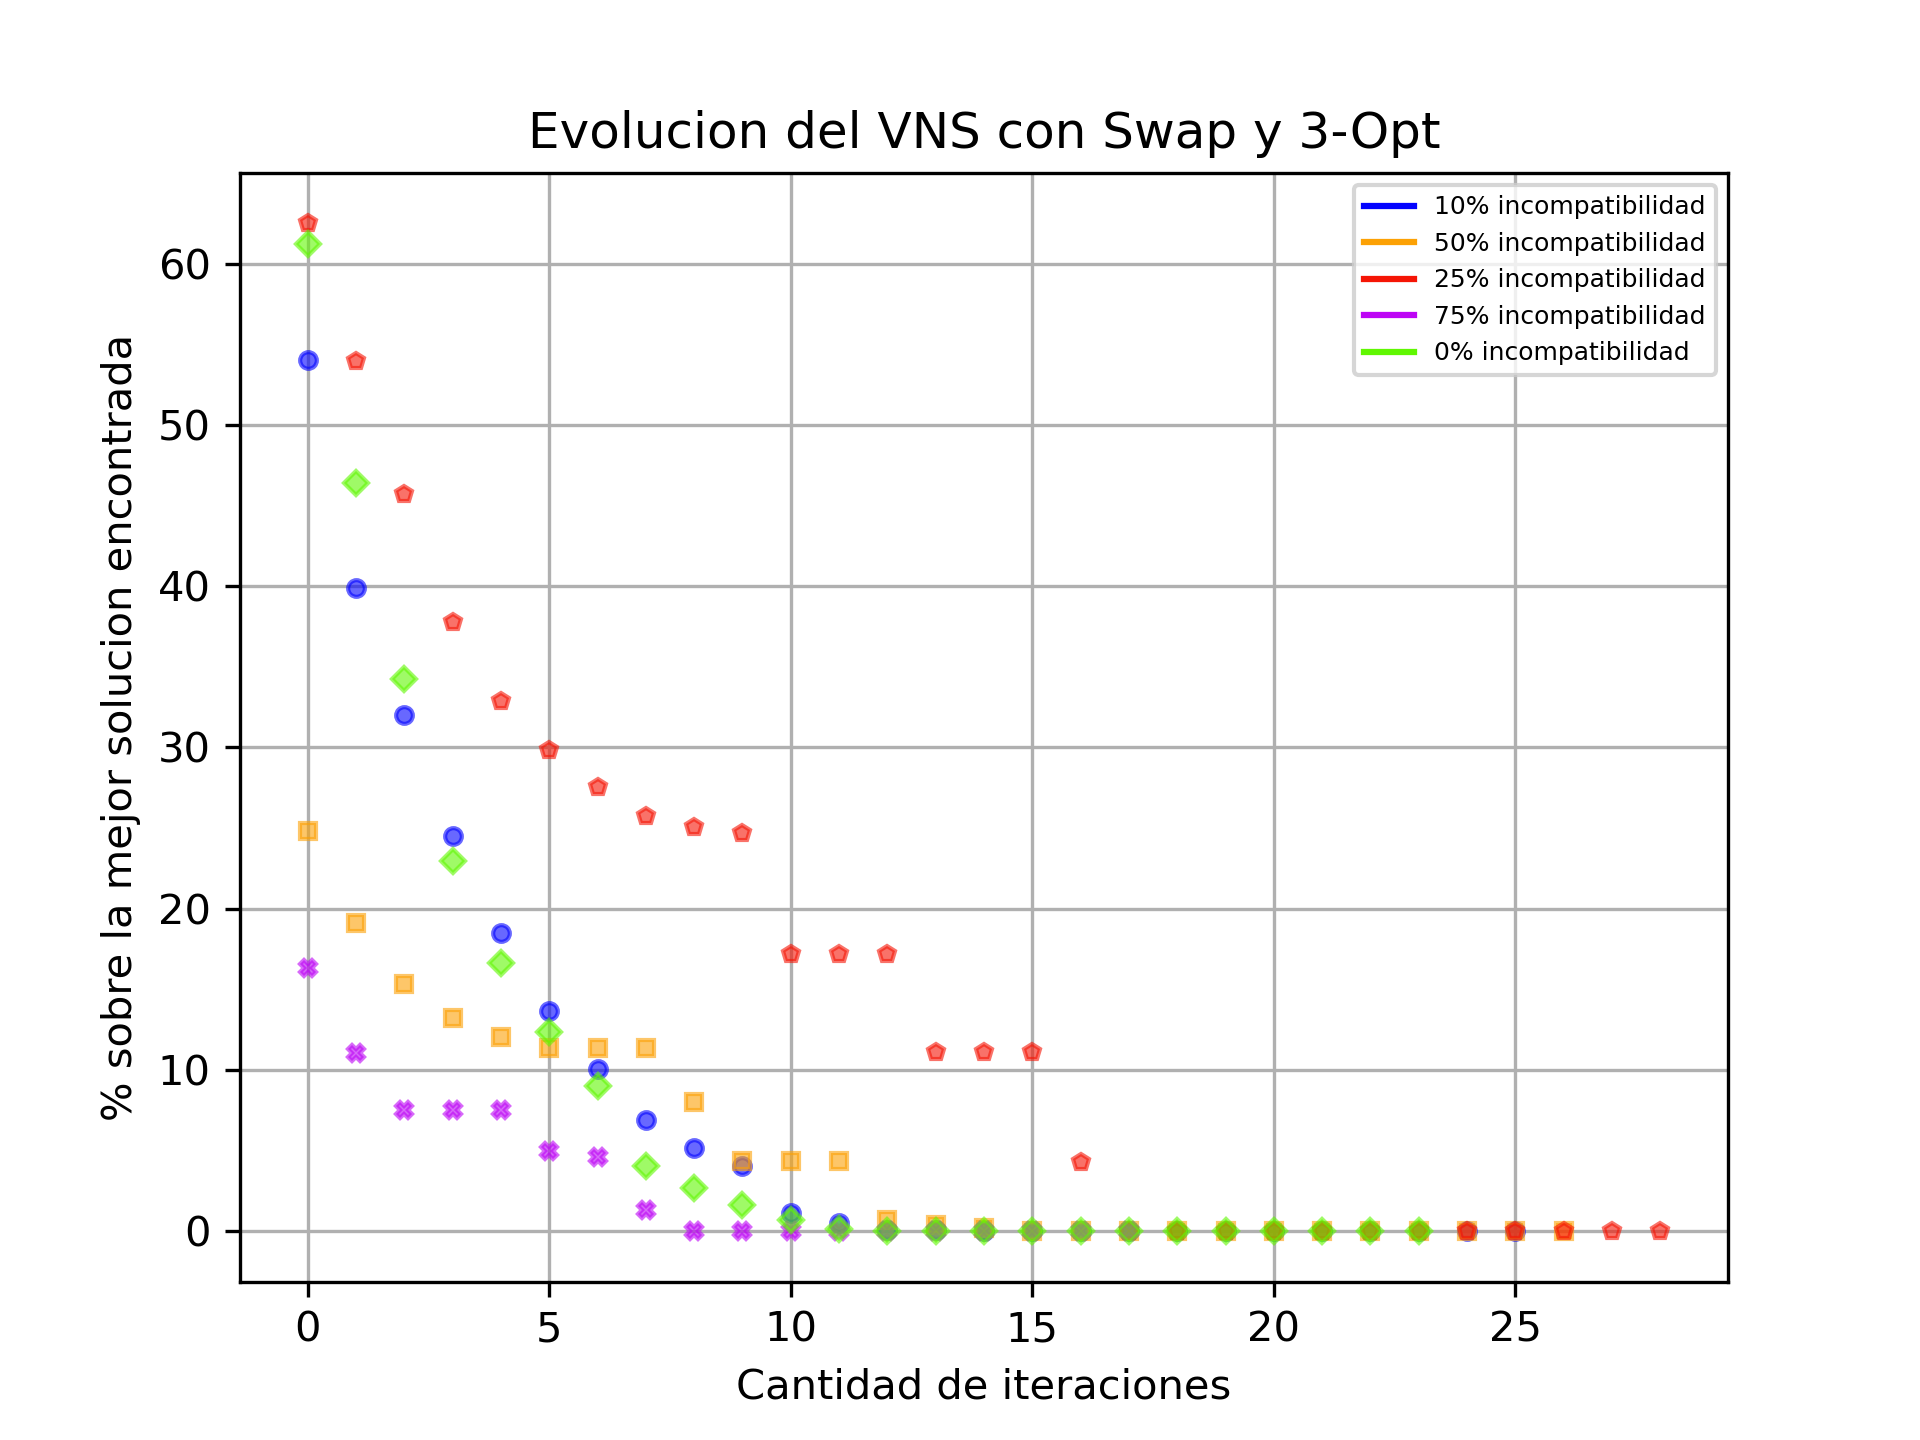 Evolucion del VNS con Swap y 3-Opt
10% incompatibilidad
50% incompatibilidad
25% incompatibilidad
75% incompatibilidad
0% incompatibilidad
% sobre la mejor solucion encontrada
60
50
40
30
20
10
0
0 5 10 15 20 25
Cantidad de iteraciones